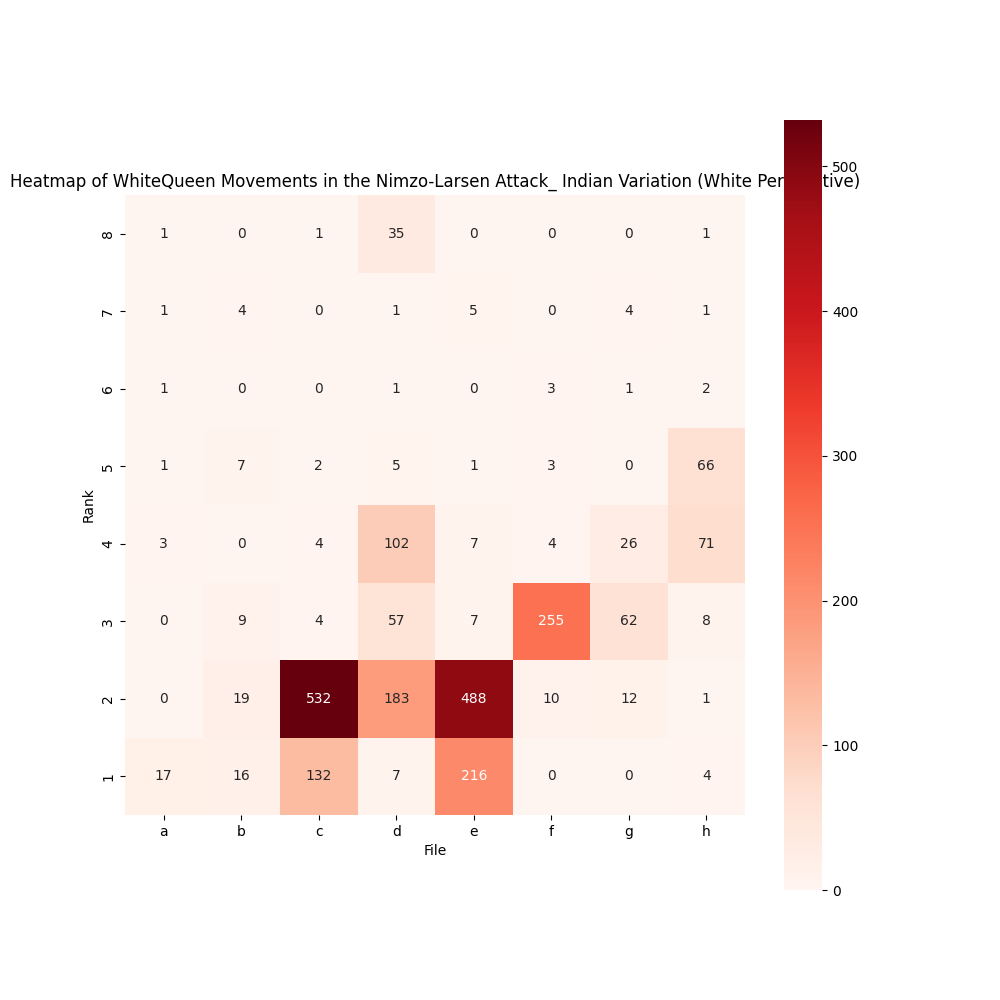 Heatmap of WhiteQueen Movements in the Nimzo-Larsen Attack_ Indian Variation (White Per tive)
500
8 1 0 1 35 0 0 0 1
7 1 4 0 1 5 0 4 1
400
6 1 0 0 1 0 3 1 2
300
5 1 7 2 5 1 3 0 66
Rank
4 3 0 4 102 7 4 26 71
200
3 0 9 4 57 7 255 62 8
2 0 19 532 183 488 10 12 1
100
1 17 16 132 7 216 0 0 4
a b c d e f g h
File
0